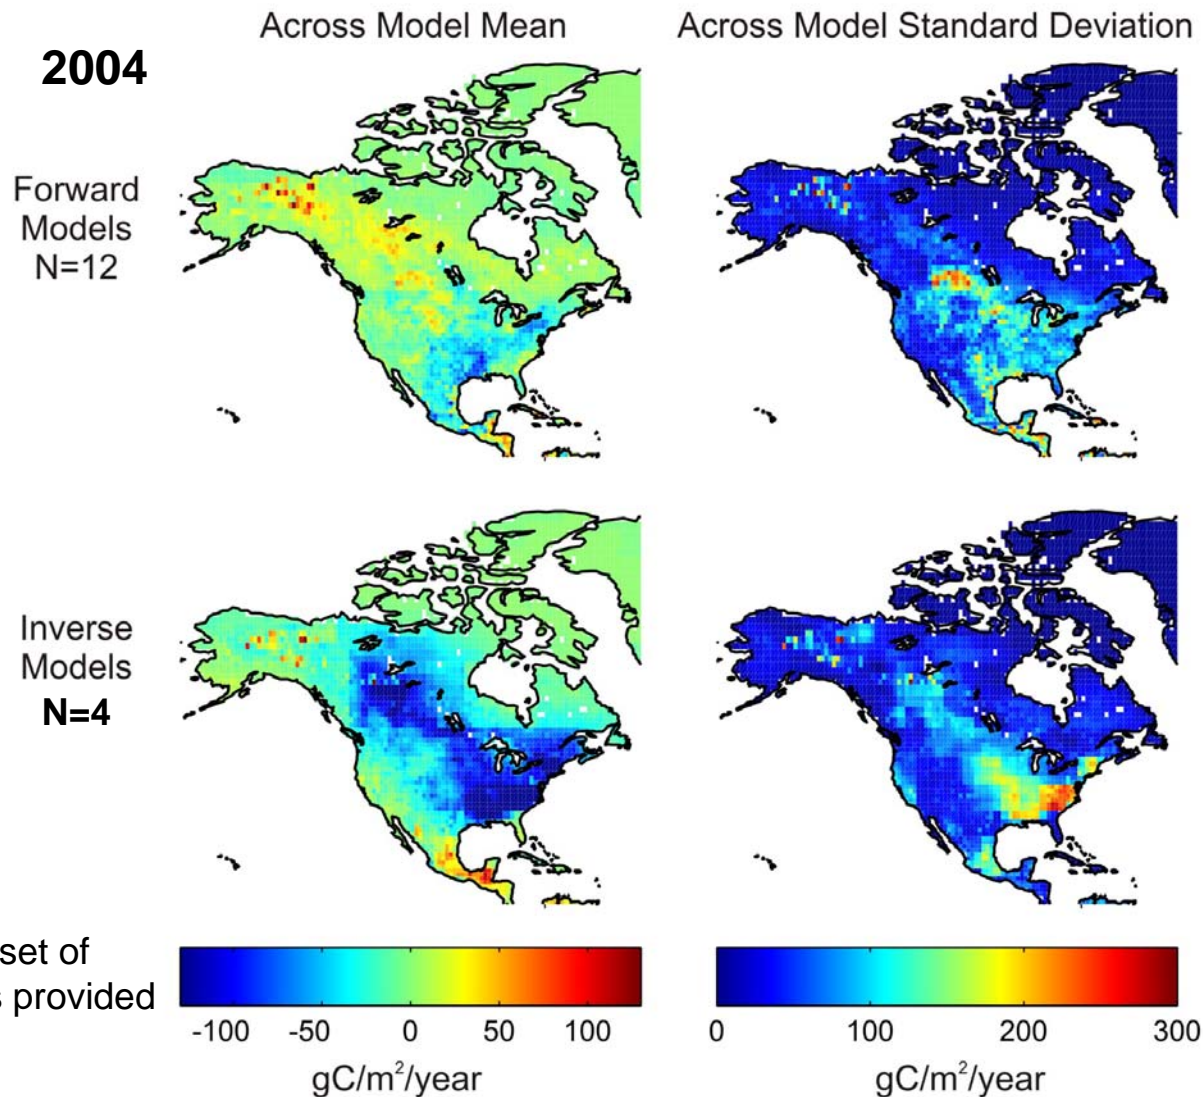 Across Model Mean
Across Model Standard Deviation
2004
Forward
Models
N=12
Inverse
Models
N=4
set of
s provided
-100 -50 0 50 100
gC/m²/year
0 100 200 300
gC/m²/year